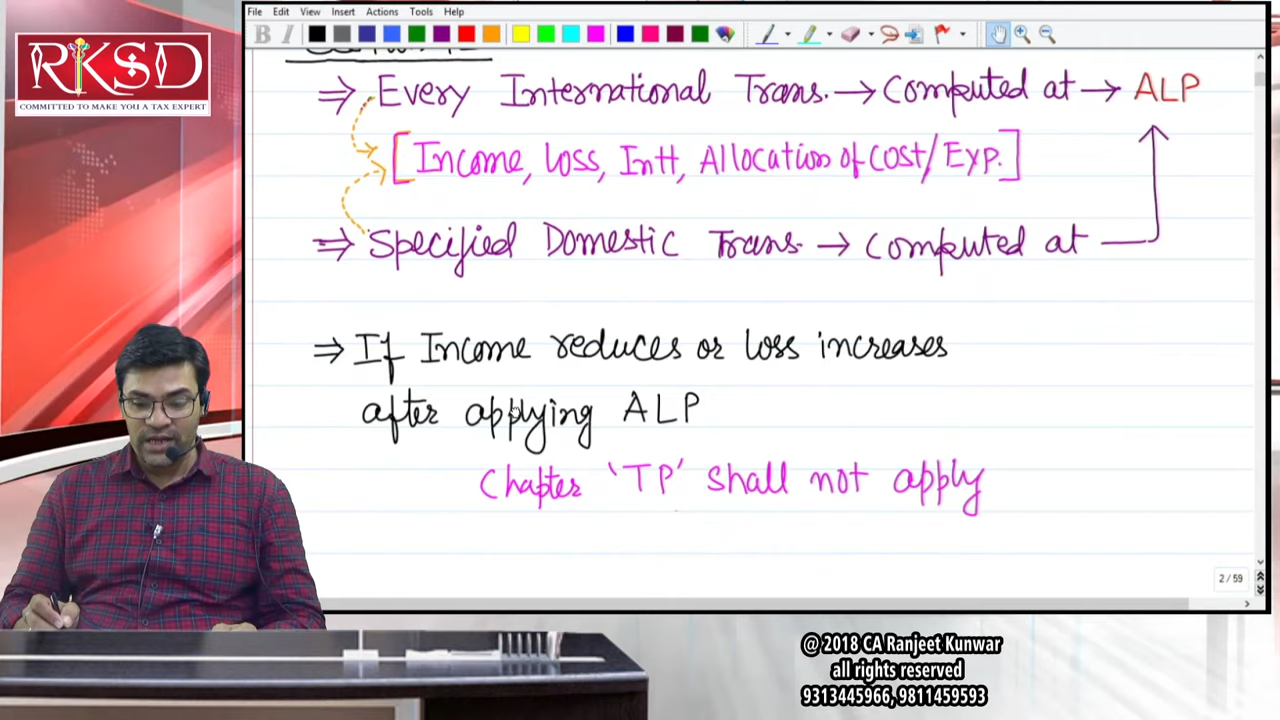 File Edit View Insert Actions Tools Help
B I
RKSD
COMMITTED TO MAKE YOU A TAX EXPERT
⇒ Every International Trans. → Computed at → ALP
[Income, Loss, Intt, Allocation of Cost/Exp.]
⇒ Specified Domestic Trans. → Computed at
⇒ If Income reduces or loss increases
after applying ALP
Chapter 'TP' shall not apply
2 / 59
@ 2018 CA Ranjeet Kunwar
all rights reserved
9313445966, 9811459593